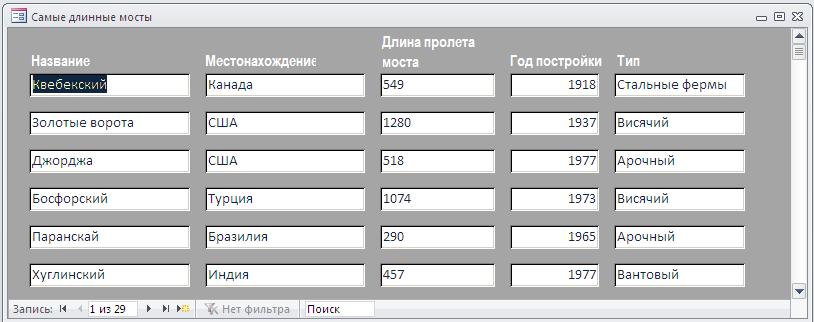 Самые длинные мосты
Название Местонахождение Длина пролета моста Год постройки Тип
Квебекский Канада 549 1918 Стальные фермы
Золотые ворота США 1280 1937 Висячий
Джорджа США 518 1977 Арочный
Босфорский Турция 1074 1973 Висячий
Паранскай Бразилия 290 1965 Арочный
Хуглинский Индия 457 1977 Вантовый
Запись: 1 из 29 Нет фильтра Поиск